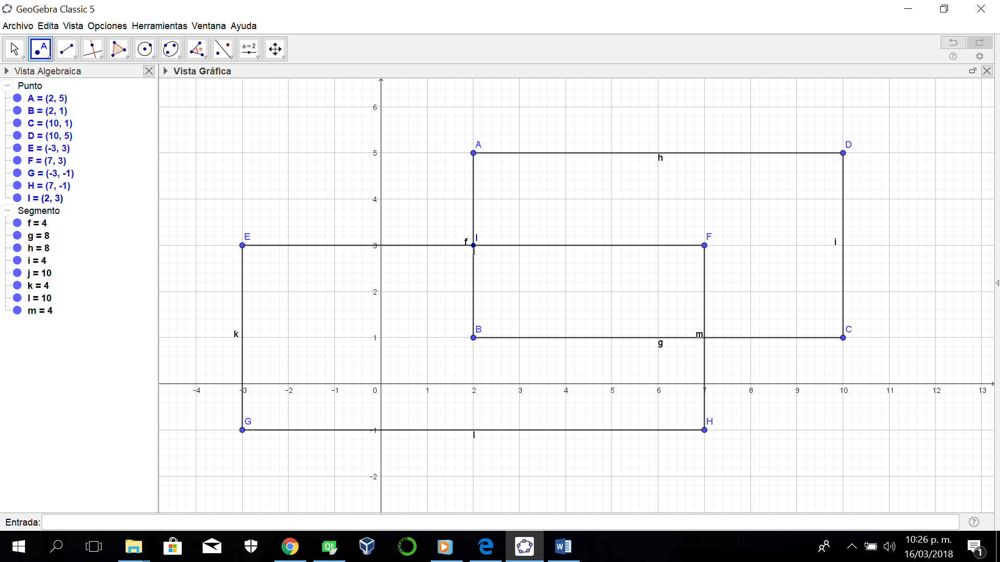 GeoGebra Classic 5
Archivo Edita Vista Opciones Herramientas Ventana Ayuda
A
α
a = 2
Vista Algebraica
Vista Gráfica
Punto
A = (2, 5)
B = (2, 1)
C = (10, 1)
D = (10, 5)
E = (-3, 3)
F = (7, 3)
G = (-3, -1)
H = (7, -1)
I = (2, 3)
Segmento
f = 4
g = 8
h = 8
i = 4
j = 10
k = 4
l = 10
m = 4
6
A
D
5
h
4
E
f
I
F
i
3
j
2
B
C
k
1
m
g
-4 -3 -2 -1 0 1 2 3 4 5 6 7 8 9 10 11 12 13
G
H
-1
l
-2
Entrada:
Qt
W
10:26 p. m.
16/03/2018
1